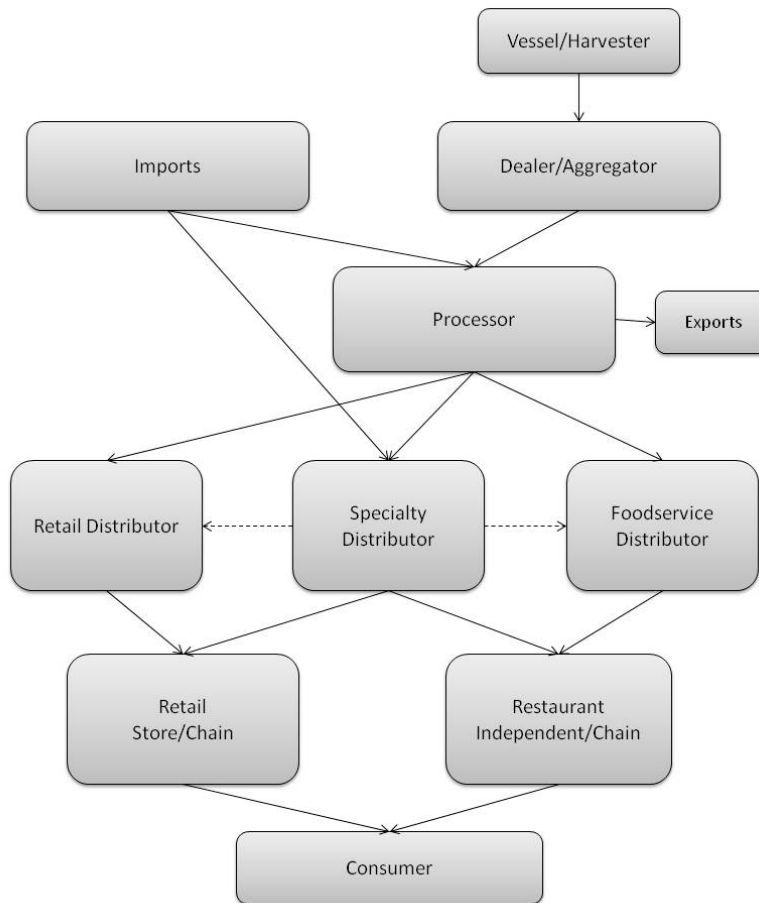 Vessel/Harvester
Imports
Dealer/Aggregator
Processor
Exports
Retail Distributor
Specialty
Distributor
Foodservice
Distributor
Retail
Store/Chain
Restaurant
Independent/Chain
Consumer